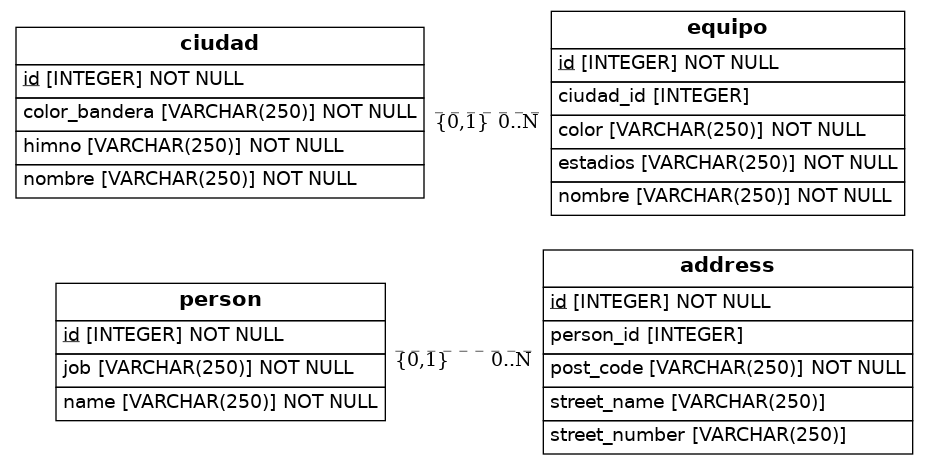 ciudad
id [INTEGER] NOT NULL
color_bandera [VARCHAR(250)] NOT NULL
himno [VARCHAR(250)] NOT NULL
nombre [VARCHAR(250)] NOT NULL
{0,1} 0..N
equipo
id [INTEGER] NOT NULL
ciudad_id [INTEGER]
color [VARCHAR(250)] NOT NULL
estadios [VARCHAR(250)] NOT NULL
nombre [VARCHAR(250)] NOT NULL
person
id [INTEGER] NOT NULL
job [VARCHAR(250)] NOT NULL
name [VARCHAR(250)] NOT NULL
{0,1} 0..N
address
id [INTEGER] NOT NULL
person_id [INTEGER]
post_code [VARCHAR(250)] NOT NULL
street_name [VARCHAR(250)]
street_number [VARCHAR(250)]